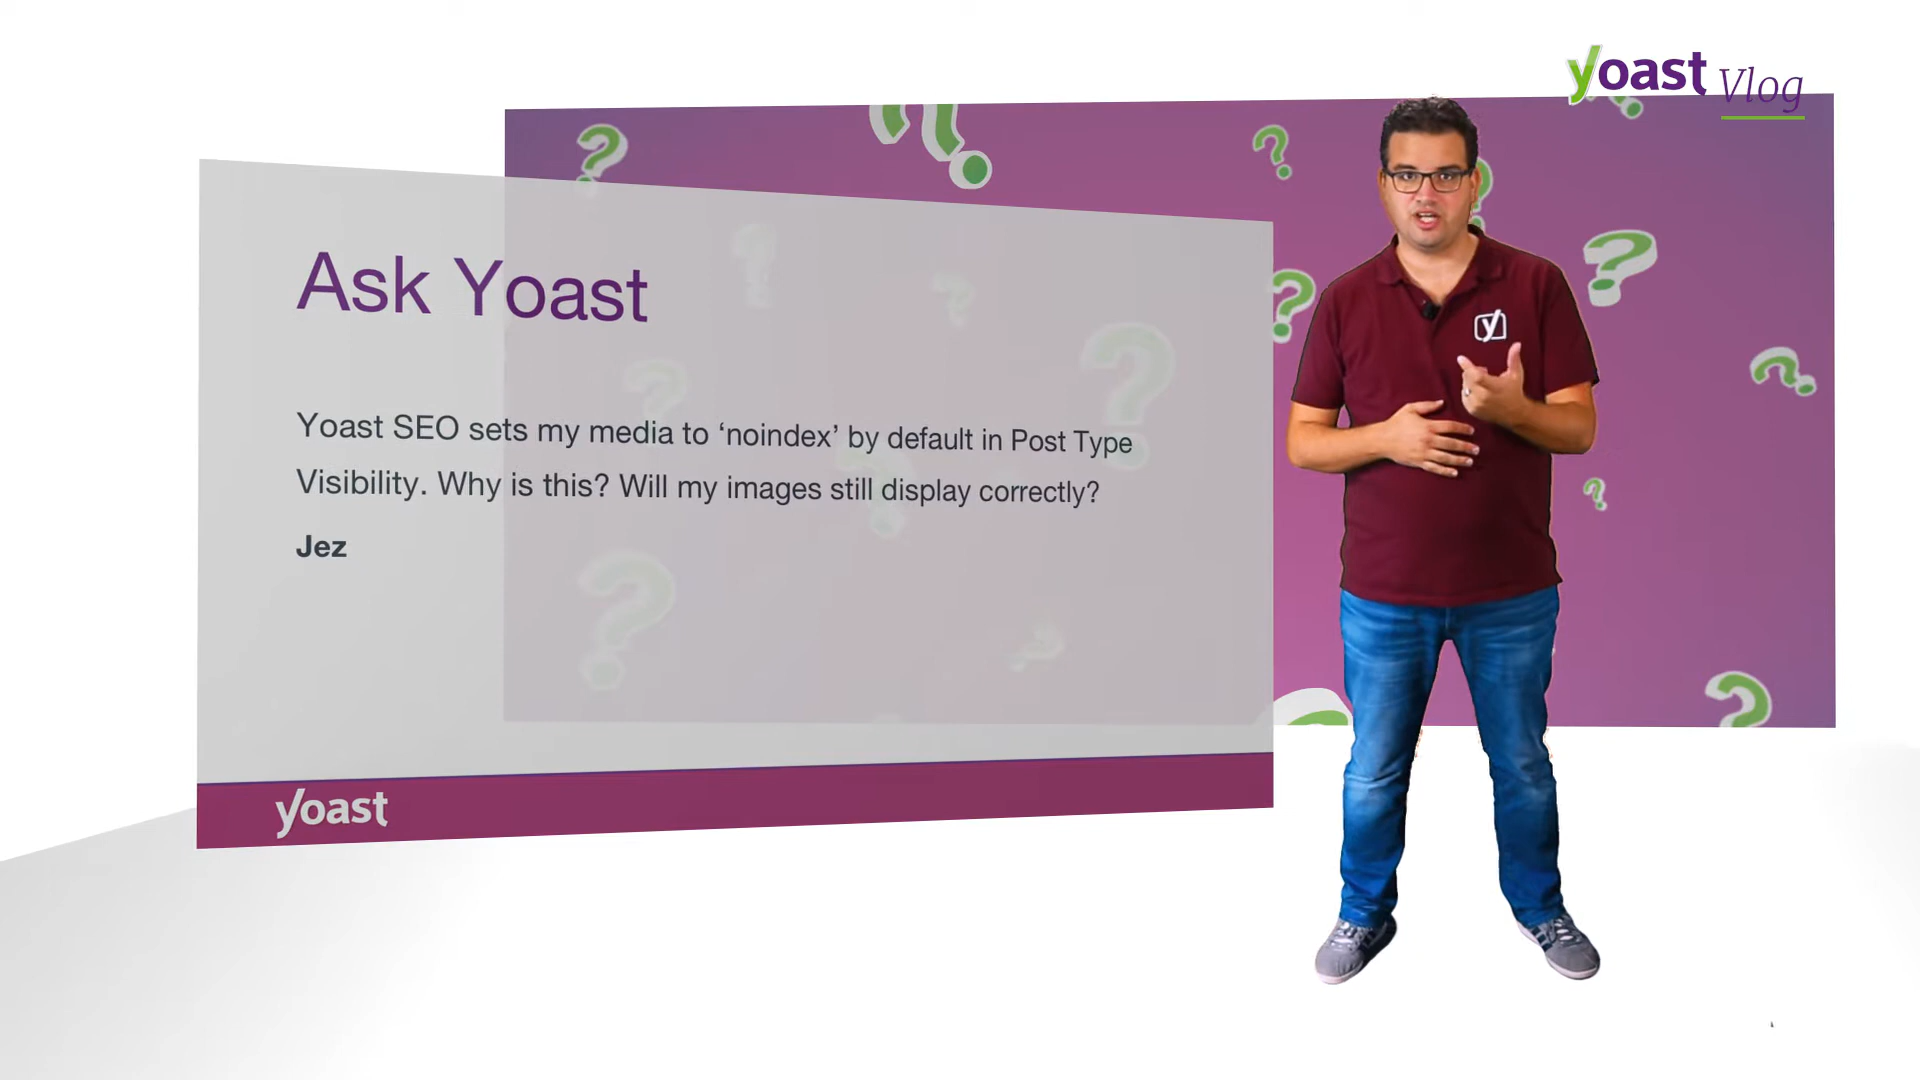 yoast Vlog
Ask Yoast
Yoast SEO sets my media to ‘noindex’ by default in Post Type
Visibility. Why is this? Will my images still display correctly?
Jez
y
yoast